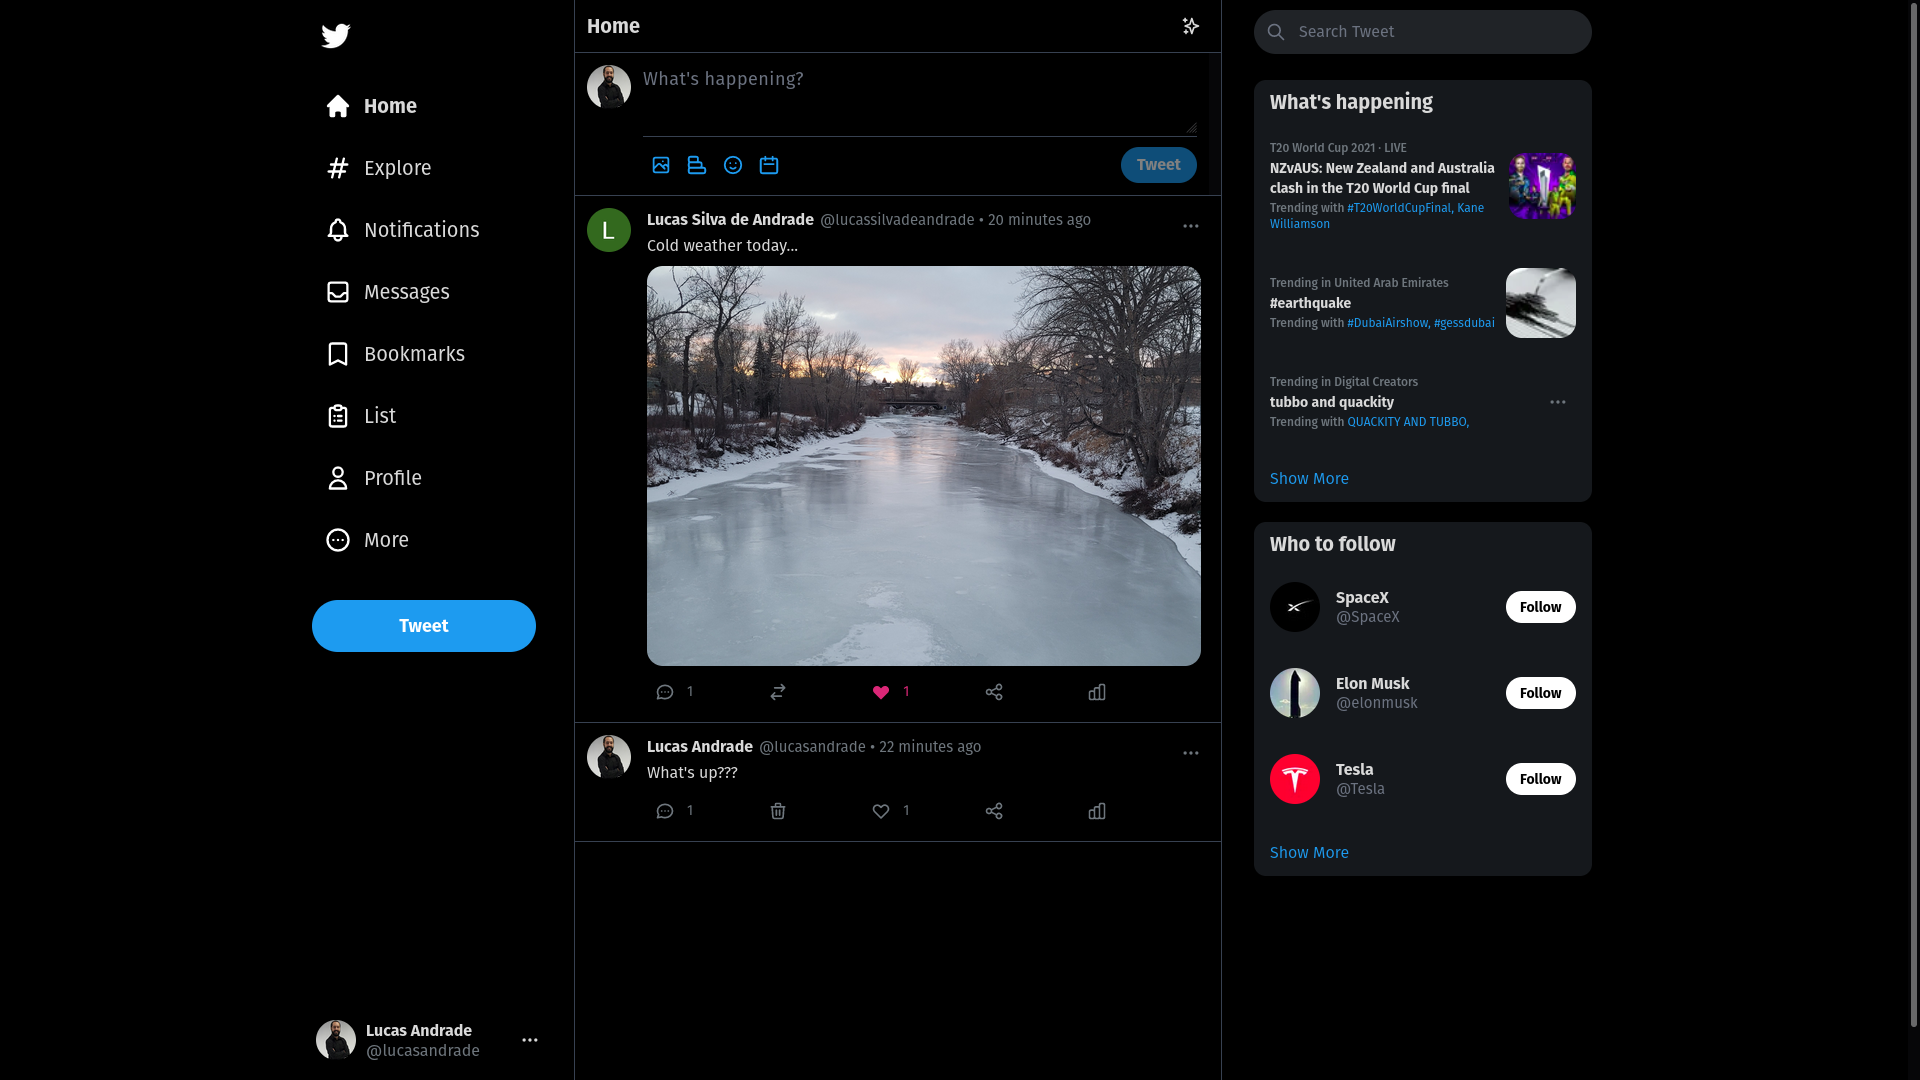 Home
Explore
Notifications
Messages
Bookmarks
List
Profile
More
Tweet
Lucas Andrade
@lucasandrade
Home
What's happening?
Tweet
Lucas Silva de Andrade @lucassilvadeandrade • 20 minutes ago
Cold weather today...
L
1
1
Lucas Andrade @lucasandrade • 22 minutes ago
What's up???
1
1
Search Tweet
What's happening
T20 World Cup 2021 · LIVE
NZvAUS: New Zealand and Australia
clash in the T20 World Cup final
Trending with #T20WorldCupFinal, Kane
Williamson
Trending in United Arab Emirates
#earthquake
Trending with #DubaiAirshow, #gessdubai
Trending in Digital Creators
tubbo and quackity
Trending with QUACKITY AND TUBBO,
Show More
Who to follow
SpaceX
@SpaceX
Follow
Elon Musk
@elonmusk
Follow
Tesla
@Tesla
Follow
Show More